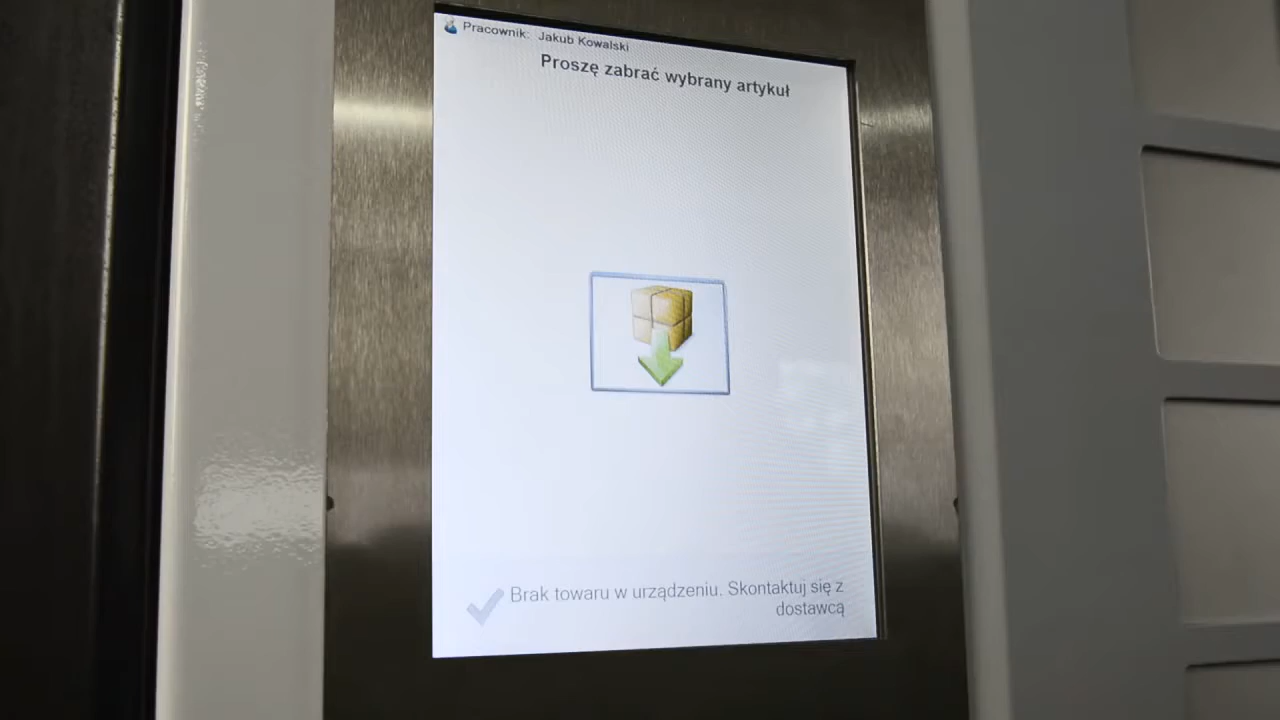 Pracownik: Jakub Kowalski
Proszę zabrać wybrany artykuł
Brak towaru w urządzeniu. Skontaktuj się z
dostawcą